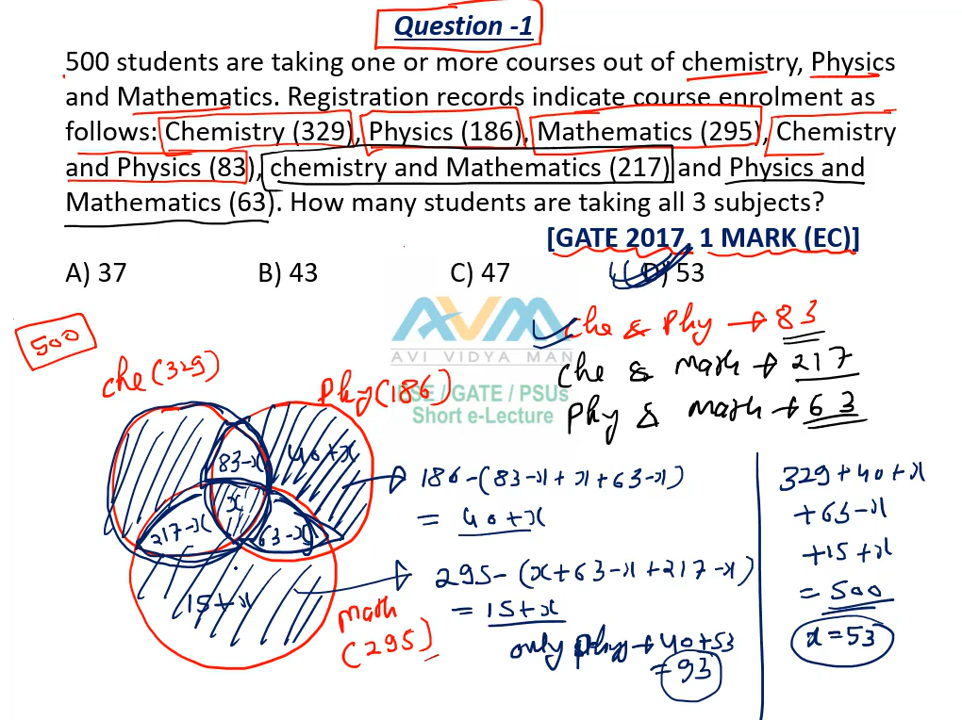 Question -1
500 students are taking one or more courses out of chemistry, Physics
and Mathematics. Registration records indicate course enrolment as
follows: Chemistry (329), Physics (186), Mathematics (295), Chemistry
and Physics (83), chemistry and Mathematics (217) and Physics and
Mathematics (63). How many students are taking all 3 subjects?
[GATE 2017, 1 MARK (EC)]
A) 37 B) 43 C) 47 D) 53
500
AVM
AVI VIDYA MAN
ESE / GATE / PSUs
Short e-Lecture
Che & Phy → 83
Che & math → 217
Phy & math → 63
Che (329)
Phy (186)
83-x
40+x
x
217-x
63-x
15+x
math
(295)
186-(83-x+x+63-x)
= 40+x
295-(x+63-x+217-x)
= 15+x
only Phy → 40+53
= 93
329+40+x
+63-x
+15+x
= 500
x=53